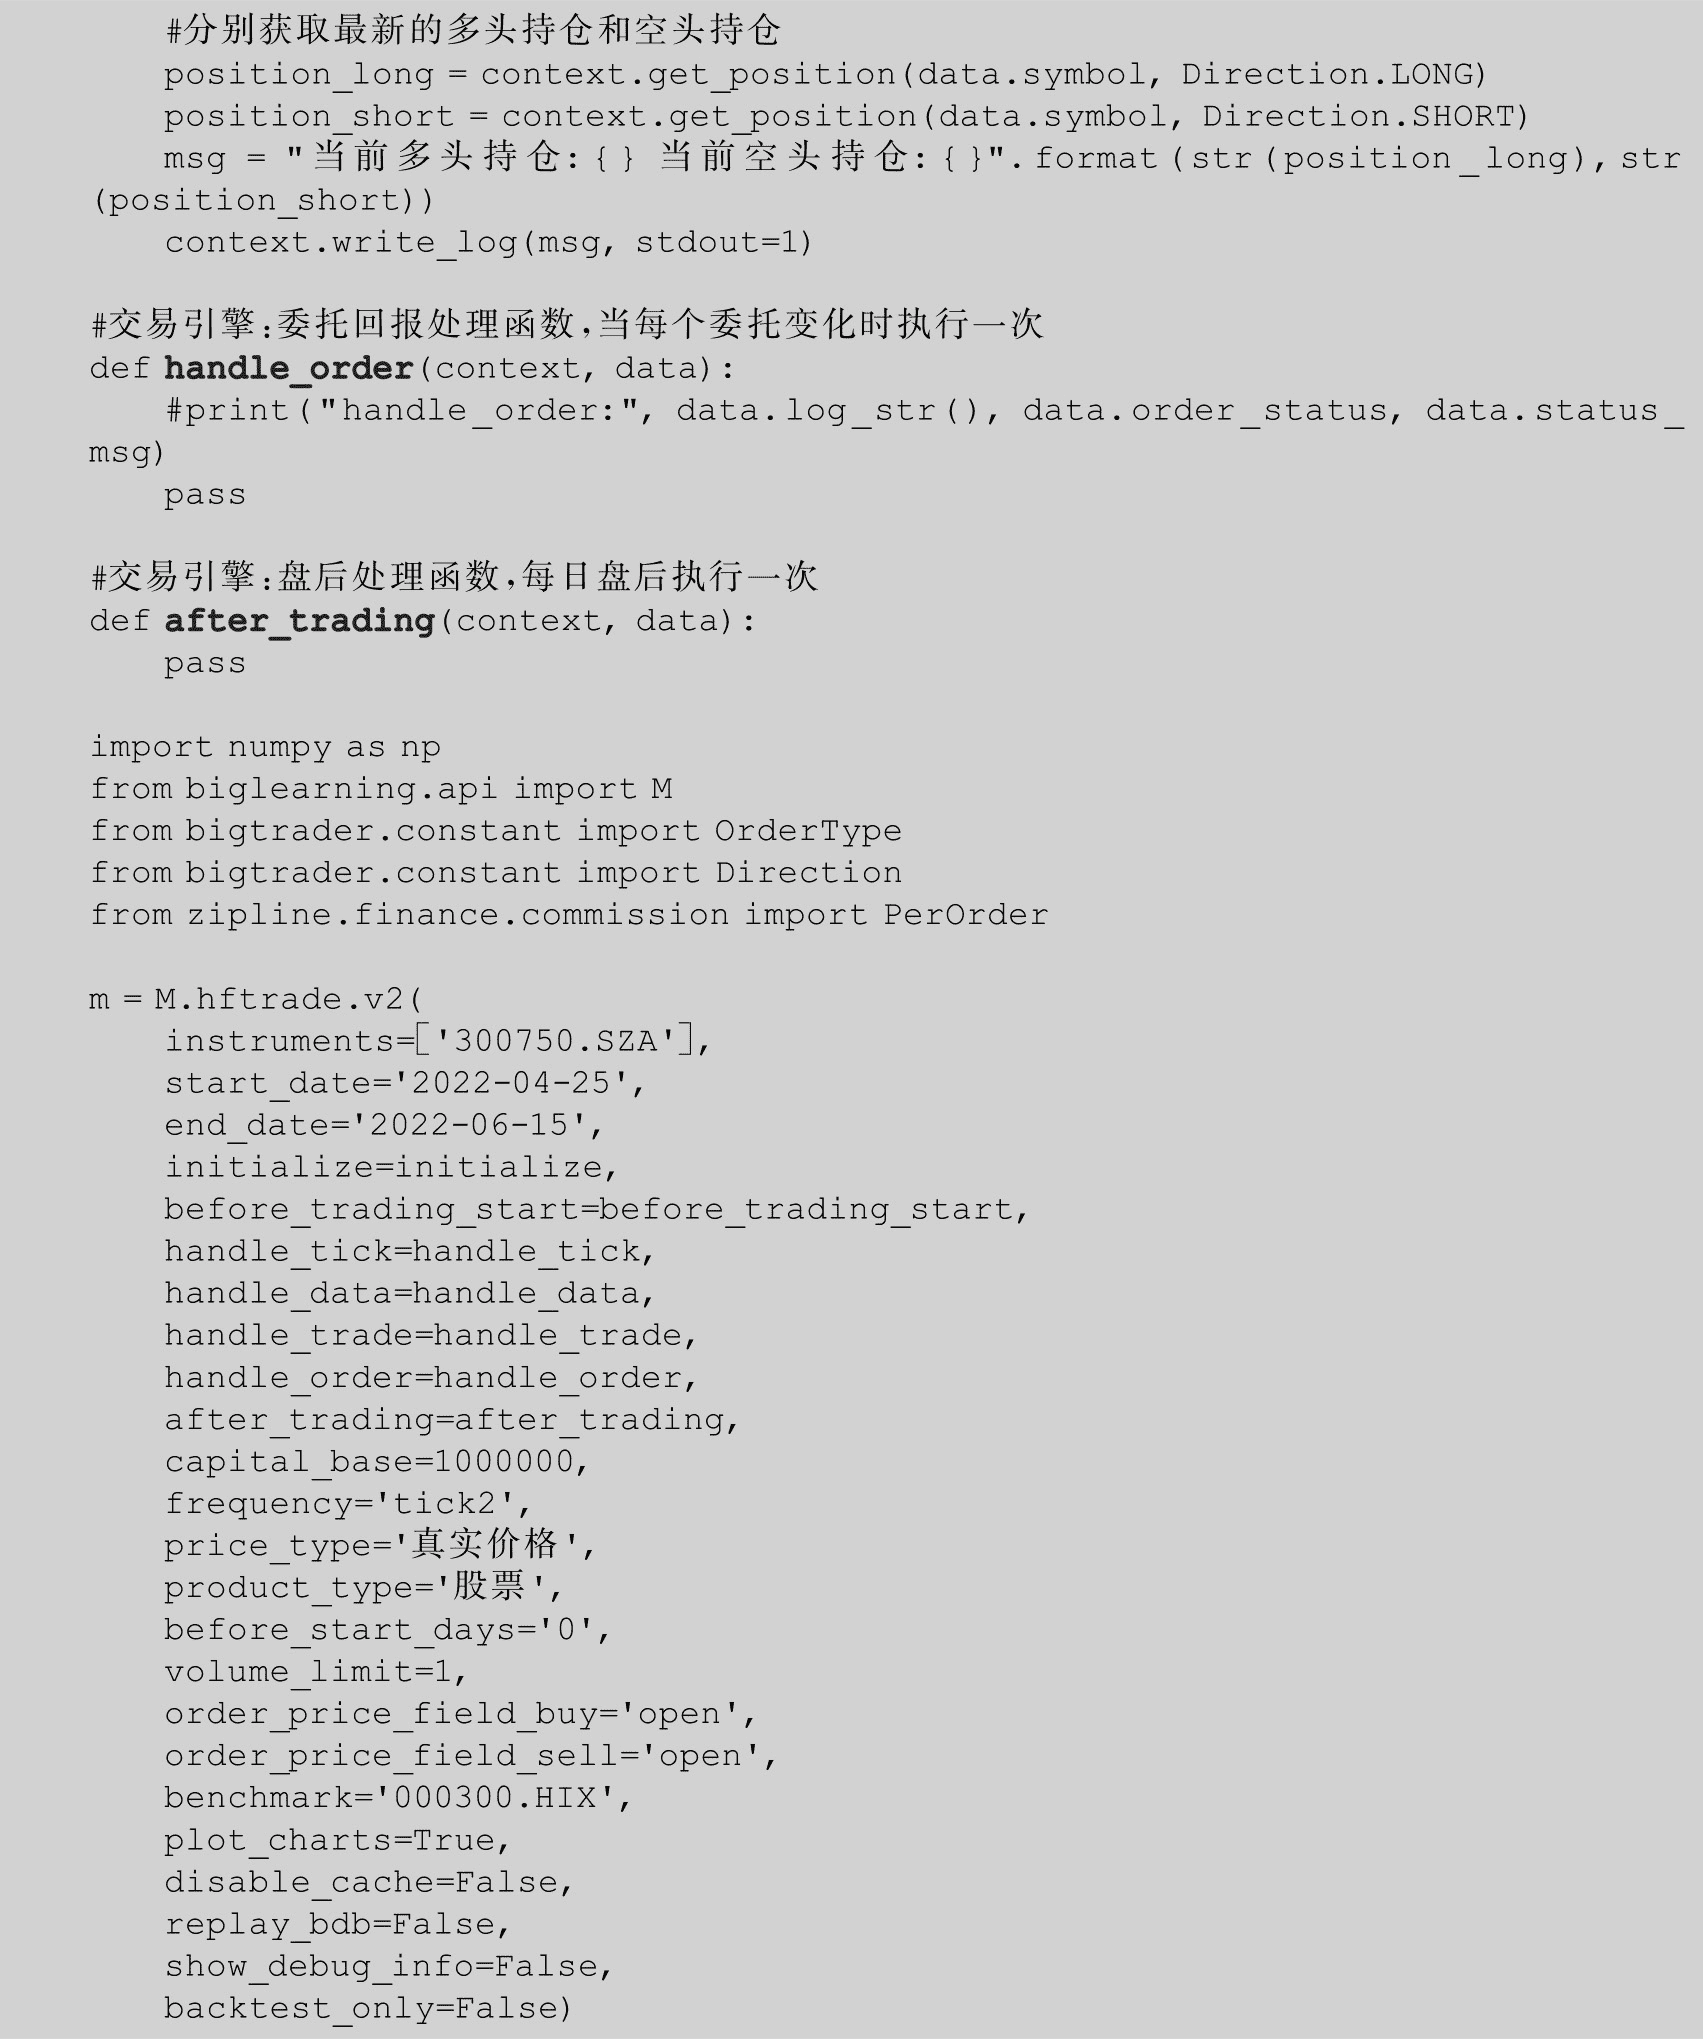 #分别获取最新的多头持仓和空头持仓
position_long = context.get_position(data.symbol, Direction.LONG)
position_short = context.get_position(data.symbol, Direction.SHORT)
msg = "当前多头持仓:{} 当前空头持仓:{}".format(str(position_long),str
(position_short))
context.write_log(msg, stdout=1)
#交易引擎:委托回报处理函数,当每个委托变化时执行一次
def handle_order(context, data):
#print("handle_order:", data.log_str(), data.order_status, data.status_
msg)
pass
#交易引擎:盘后处理函数,每日盘后执行一次
def after_trading(context, data):
pass
import numpy as np
from biglearning.api import M
from bigtrader.constant import OrderType
from bigtrader.constant import Direction
from zipline.finance.commission import PerOrder
m = M.hftrade.v2(
instruments=['300750.SZA'],
start_date='2022-04-25',
end_date='2022-06-15',
initialize=initialize,
before_trading_start=before_trading_start,
handle_tick=handle_tick,
handle_data=handle_data,
handle_trade=handle_trade,
handle_order=handle_order,
after_trading=after_trading,
capital_base=1000000,
frequency='tick2',
price_type='真实价格',
product_type='股票',
before_start_days='0',
volume_limit=1,
order_price_field_buy='open',
order_price_field_sell='open',
benchmark='000300.HIX',
plot_charts=True,
disable_cache=False,
replay_bdb=False,
show_debug_info=False,
backtest_only=False)